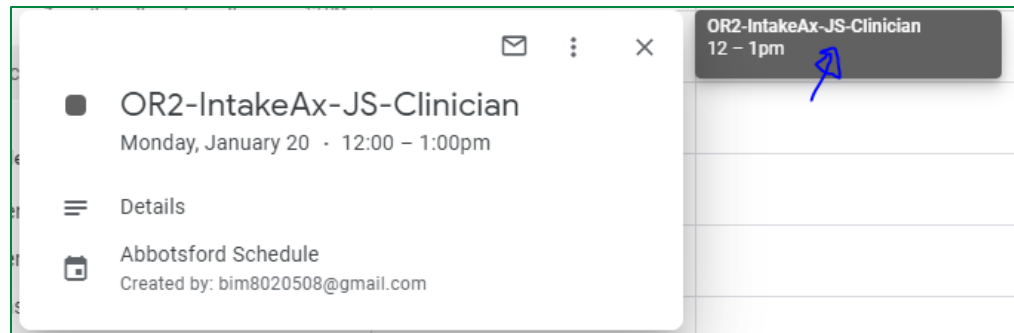 OR2-IntakeAx-JS-Clinician
12 – 1pm
OR2-IntakeAx-JS-Clinician
Monday, January 20 · 12:00 – 1:00pm
Details
Abbotsford Schedule
Created by: bim8020508@gmail.com